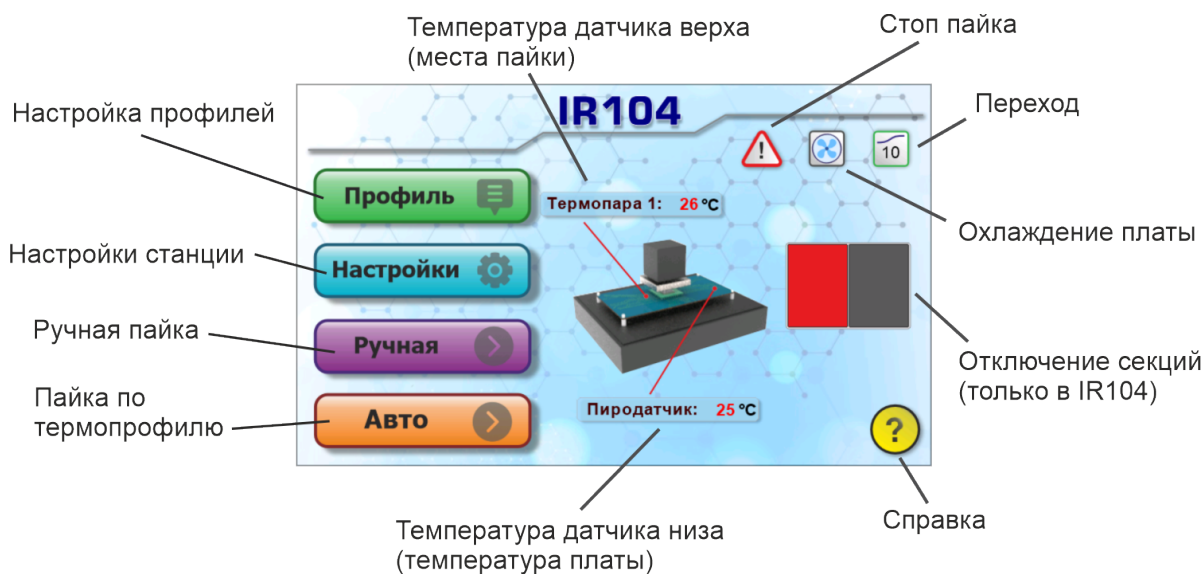 Температура датчика верха
(места пайки)
Стоп пайка
Настройка профилей
IR104
Переход
!
10
Профиль
Термопара 1: 26 °C
Настройки станции
Настройки
Охлаждение платы
Ручная пайка
Ручная
Отключение секций
(только в IR104)
Пайка по
термопрофилю
Авто
Пиродатчик: 25 °C
?
Температура датчика низа
(температура платы)
Справка